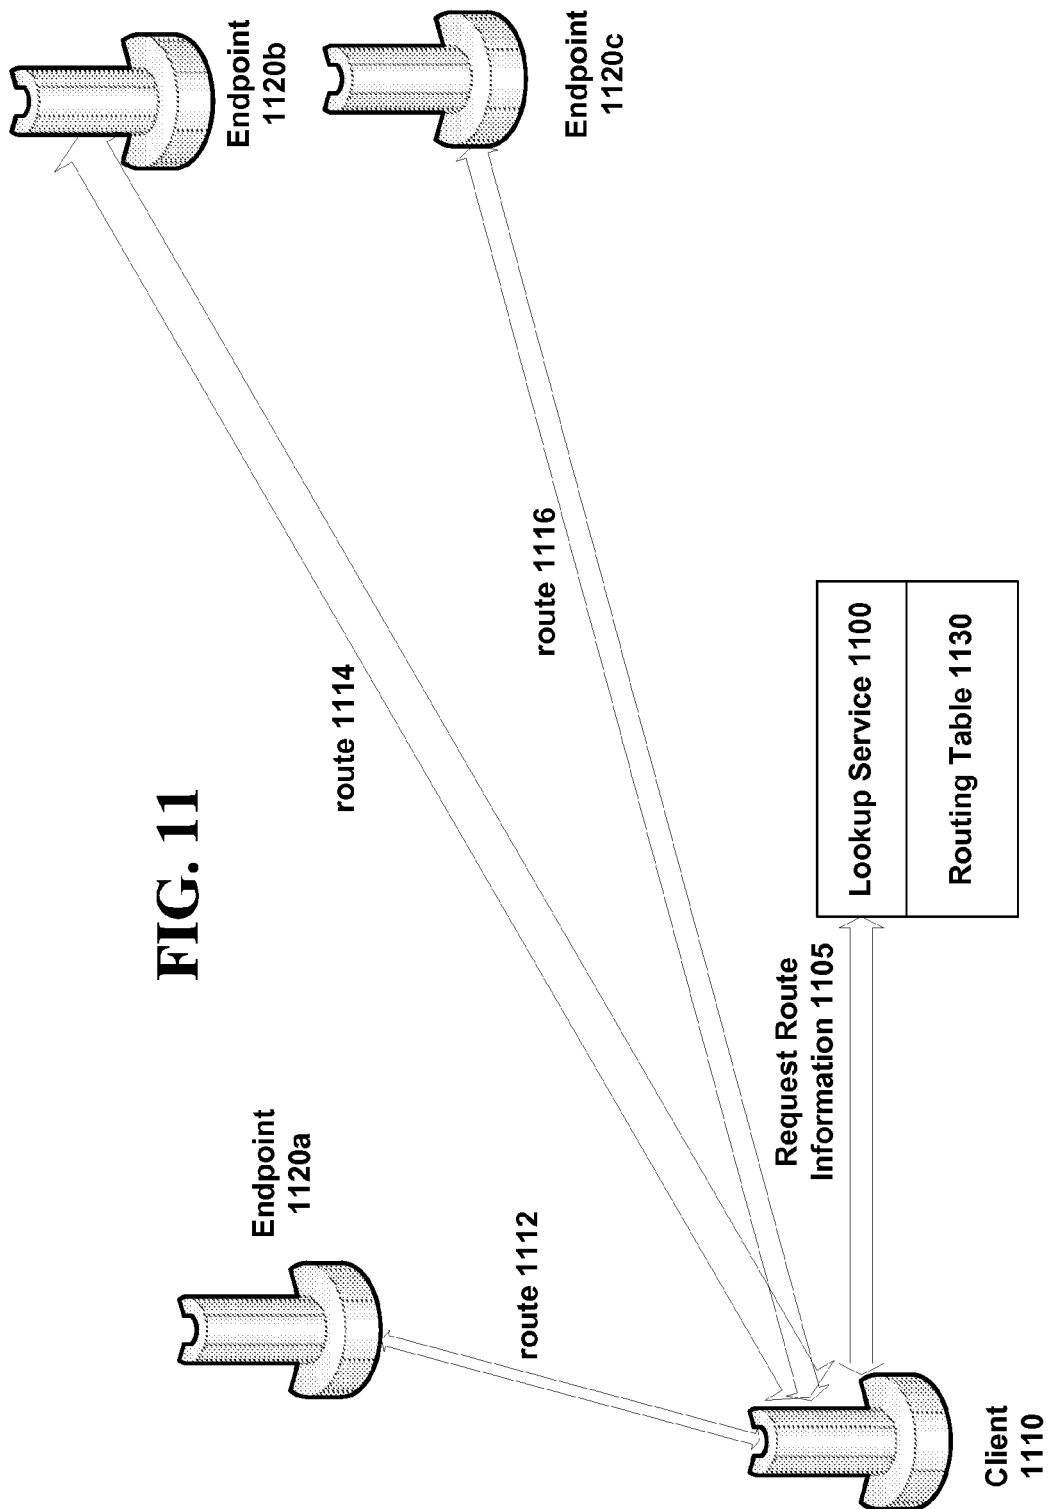 FIG. 11
Endpoint
1120a
Endpoint
1120b
Endpoint
1120c
route 1112
route 1114
route 1116
Request Route
Information 1105
Lookup Service 1100
Routing Table 1130
Client
1110